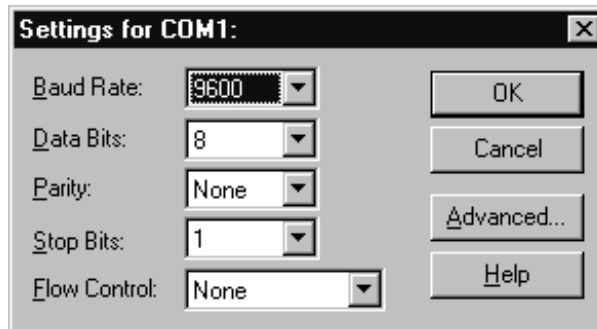 Settings for COM1:
Baud Rate: 9600
Data Bits: 8
Parity: None
Stop Bits: 1
Flow Control: None
OK
Cancel
Advanced...
Help